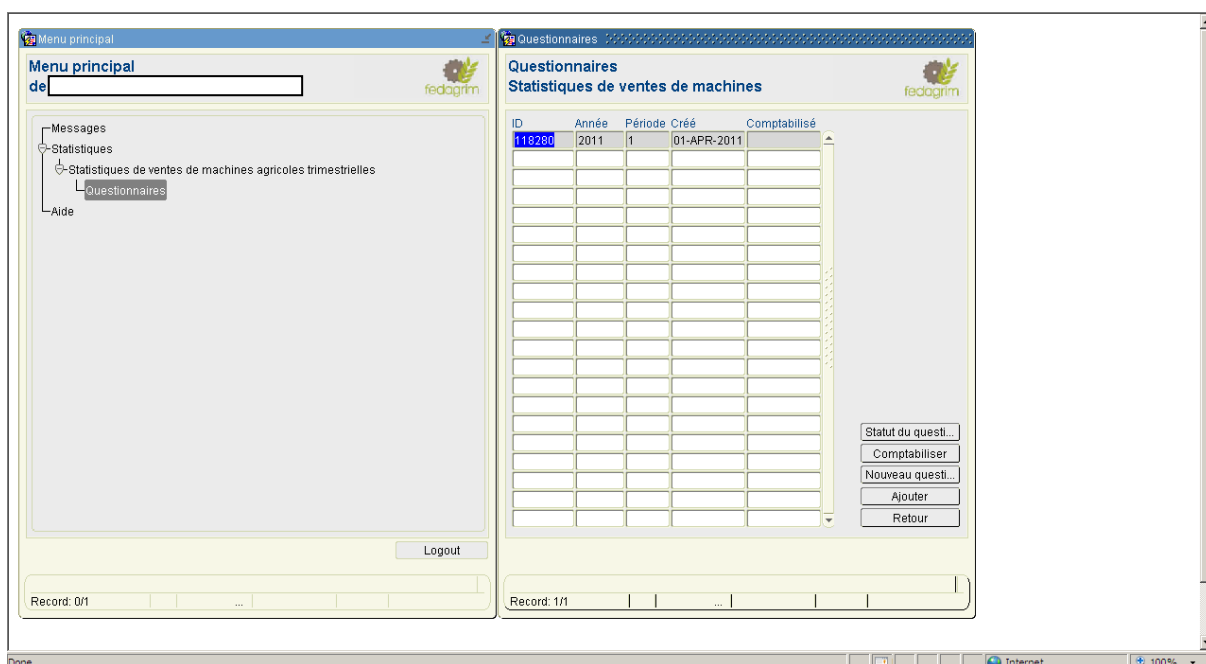 Menu principal
Menu principal
de
fedagrim
Messages
Statistiques
Statistiques de ventes de machines agricoles trimestrielles
Questionnaires
Aide
Logout
Record: 0/1
...
Questionnaires
Questionnaires
Statistiques de ventes de machines
fedagrim
ID Année Période Créé Comptabilisé
118280 2011 1 01-APR-2011
Statut du questi...
Comptabiliser
Nouveau questi...
Ajouter
Retour
Record: 1/1
...
Done Internet 100%